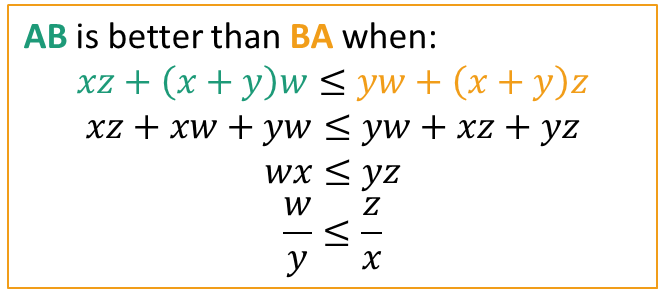 AB is better than BA when:
xz + (x + y)w ≤ yw + (x + y)z
xz + xw + yw ≤ yw + xz + yz
wx ≤ yz
w/y ≤ z/x